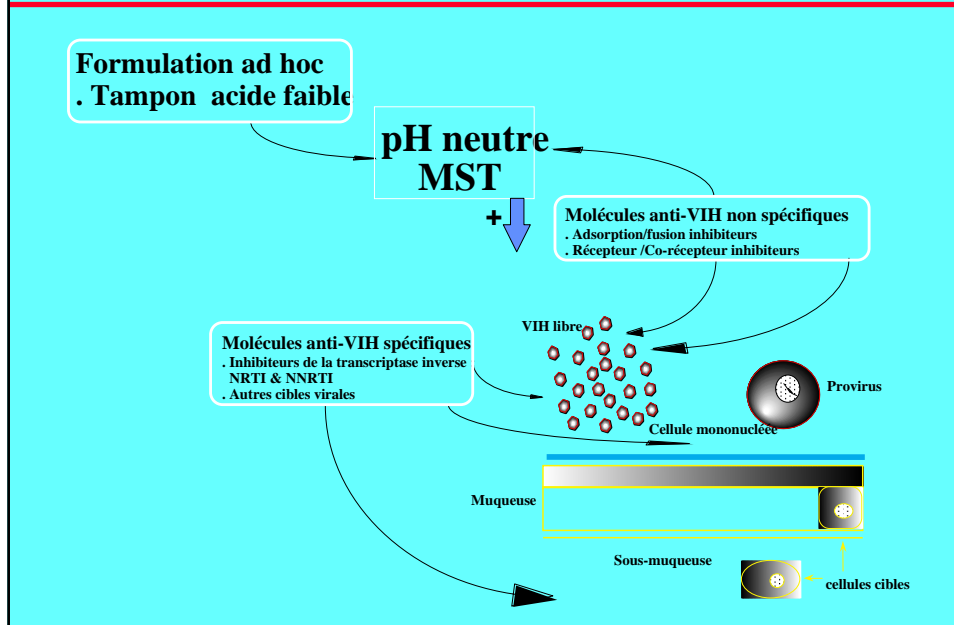 Formulation ad hoc
. Tampon acide faible
pH neutre
MST
+
Molécules anti-VIH non spécifiques
. Adsorption/fusion inhibiteurs
. Récepteur /Co-récepteur inhibiteurs
VIH libre
Molécules anti-VIH spécifiques
. Inhibiteurs de la transcriptase inverse
NRTI & NNRTI
. Autres cibles virales
Provirus
Cellule mononucléée
Muqueuse
Sous-muqueuse
cellules cibles